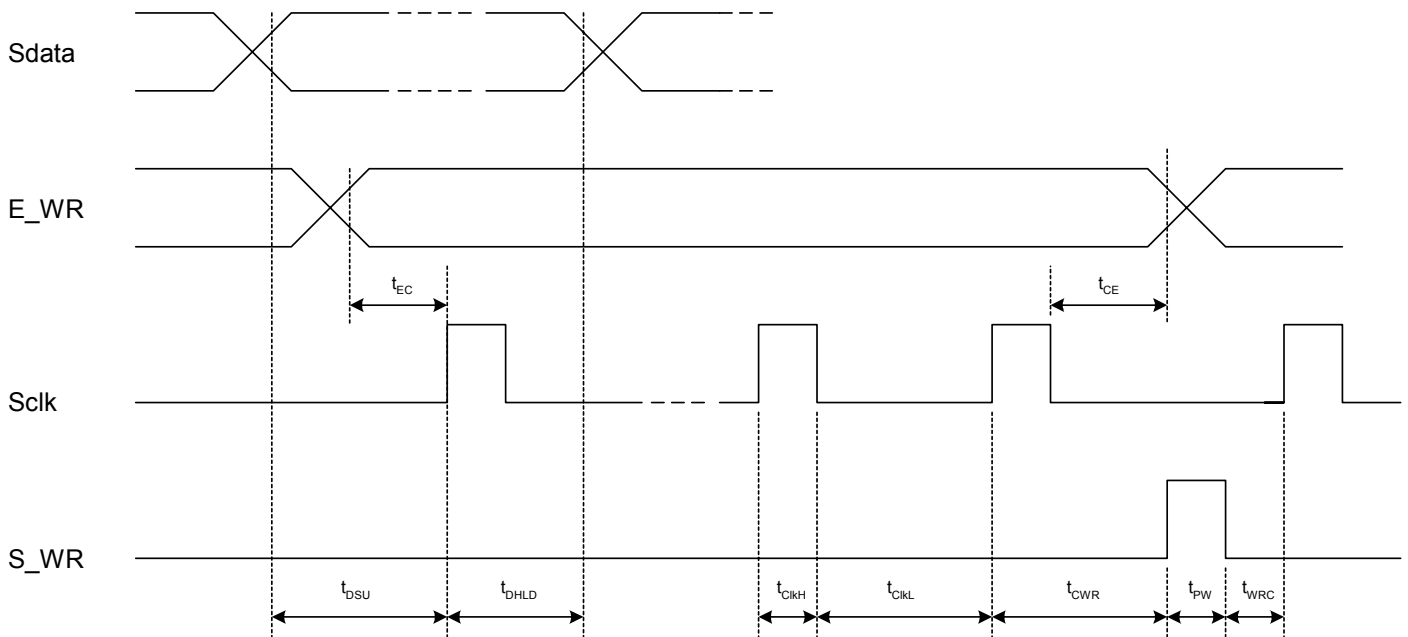 Sdata
E_WR
tEC
tCE
Sclk
S_WR
tDSU
tDHLD
tClkH
tClkL
tCWR
tPW
tWRC